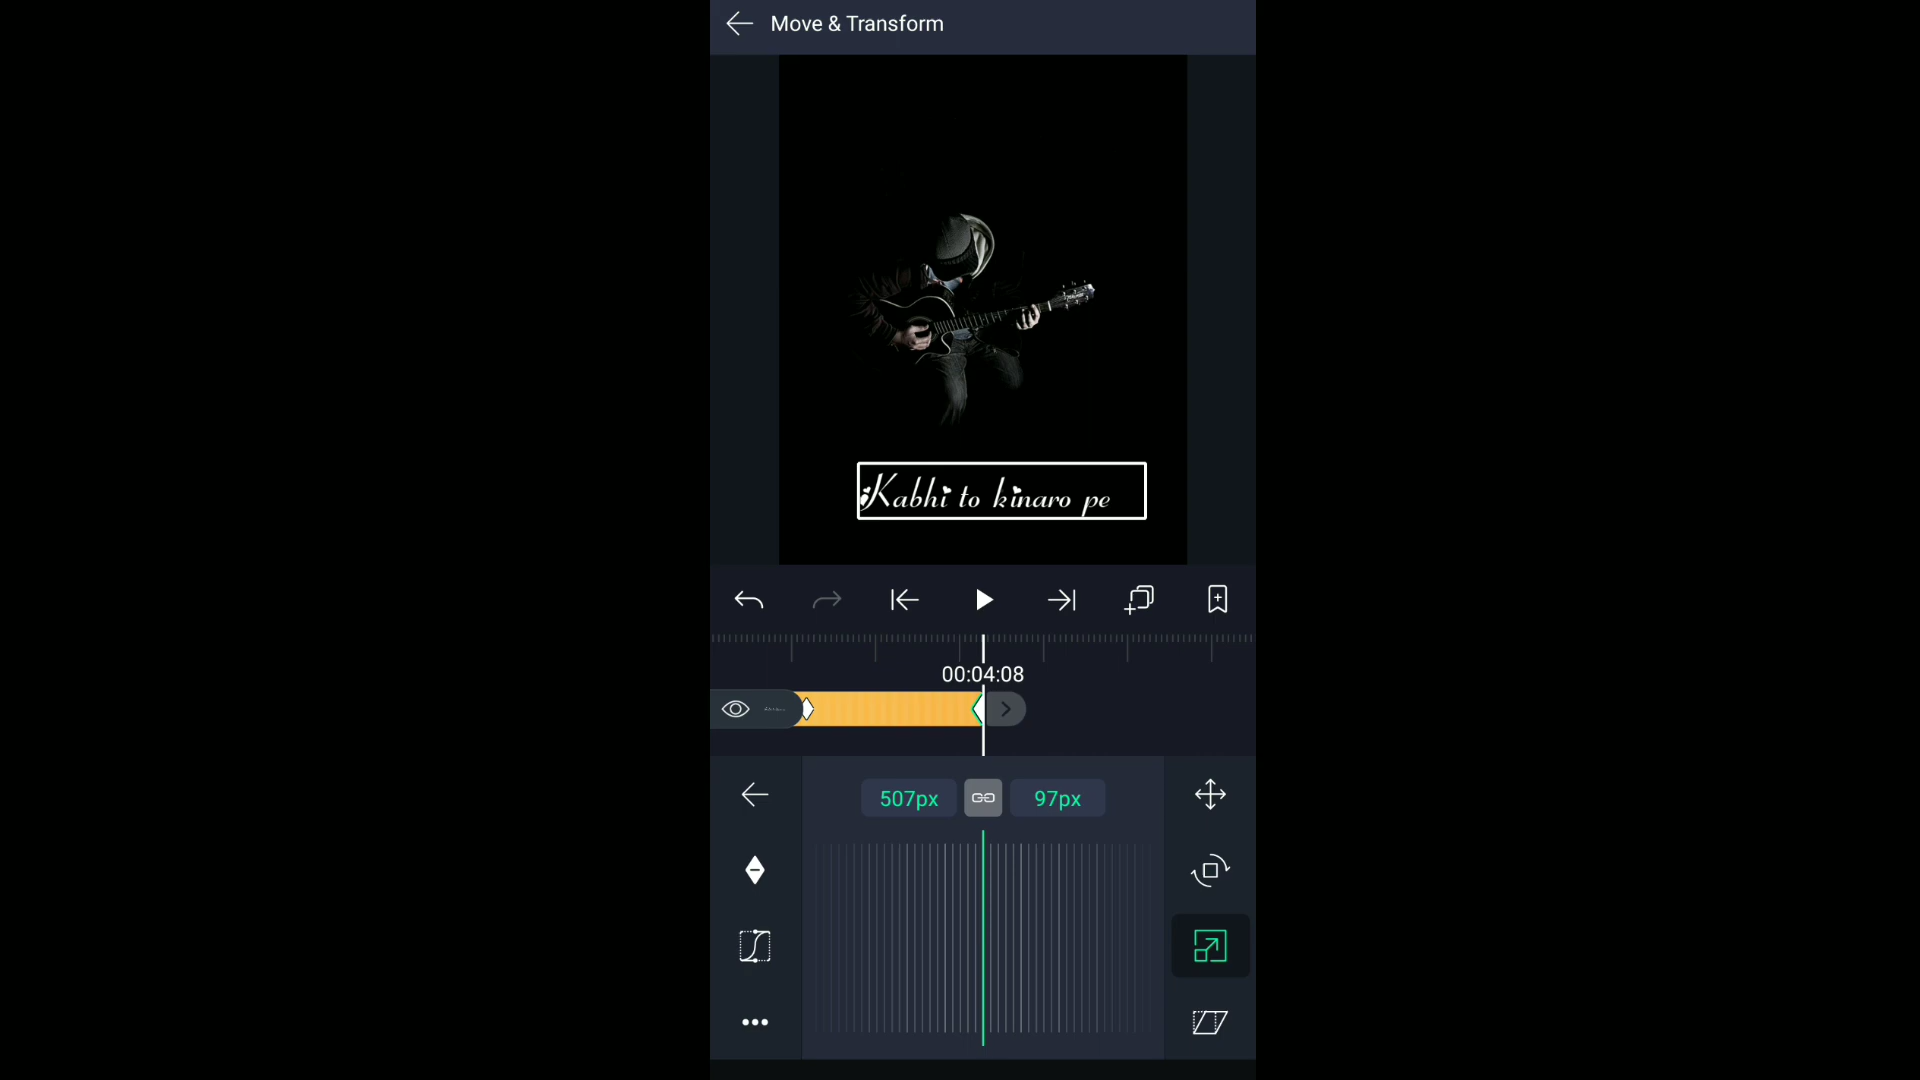 Move & Transform
Kabhi to kinaro pe
00:04:08
507px
97px